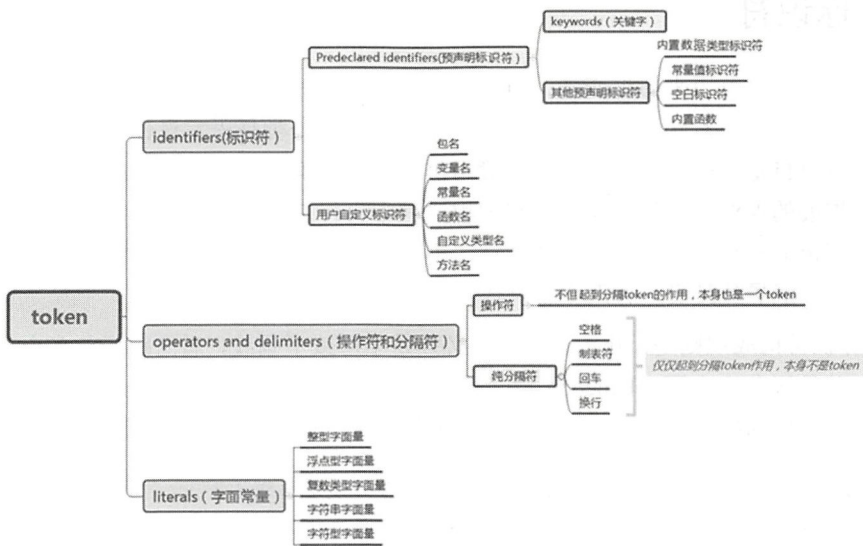 token
identifiers(标识符)
Predeclared identifiers(预声明标识符)
keywords(关键字)
其他预声明标识符
内置数据类型标识符
常量值标识符
空白标识符
内置函数
用户自定义标识符
包名
变量名
常量名
函数名
自定义类型名
方法名
operators and delimiters(操作符和分隔符)
操作符
不但起到分隔token的作用,本身也是一个token
纯分隔符
空格
制表符
回车
换行
仅仅起到分隔token作用,本身不是token
literals(字面常量)
整型字面量
浮点型字面量
复数类型字面量
字符串字面量
字符型字面量